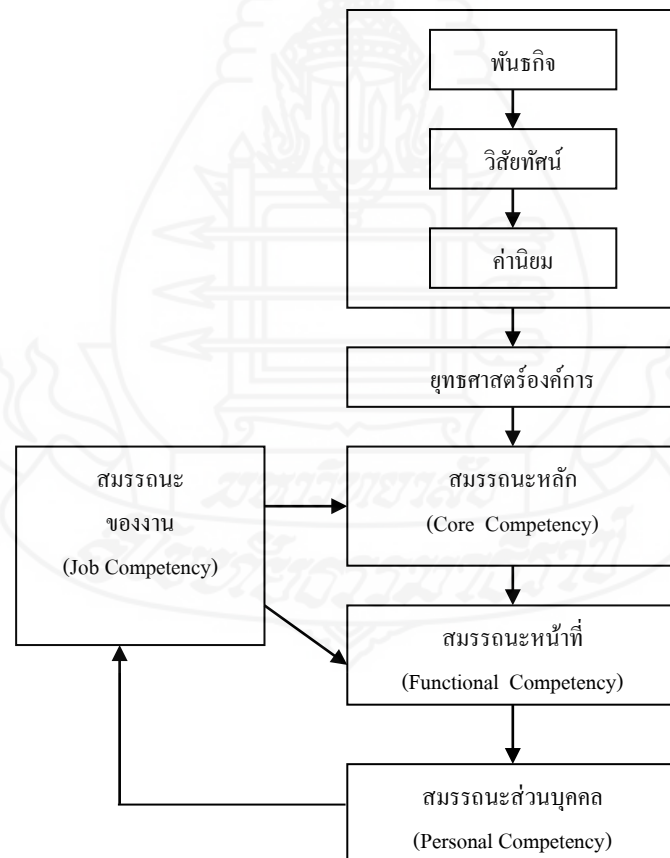 พันธกิจ
วิสัยทัศน์
ค่านิยม
ยุทธศาสตร์องค์การ
สมรรถนะ
ของงาน
(Job Competency)
สมรรถนะหลัก
(Core Competency)
สมรรถนะหน้าที่
(Functional Competency)
สมรรถนะส่วนบุคคล
(Personal Competency)